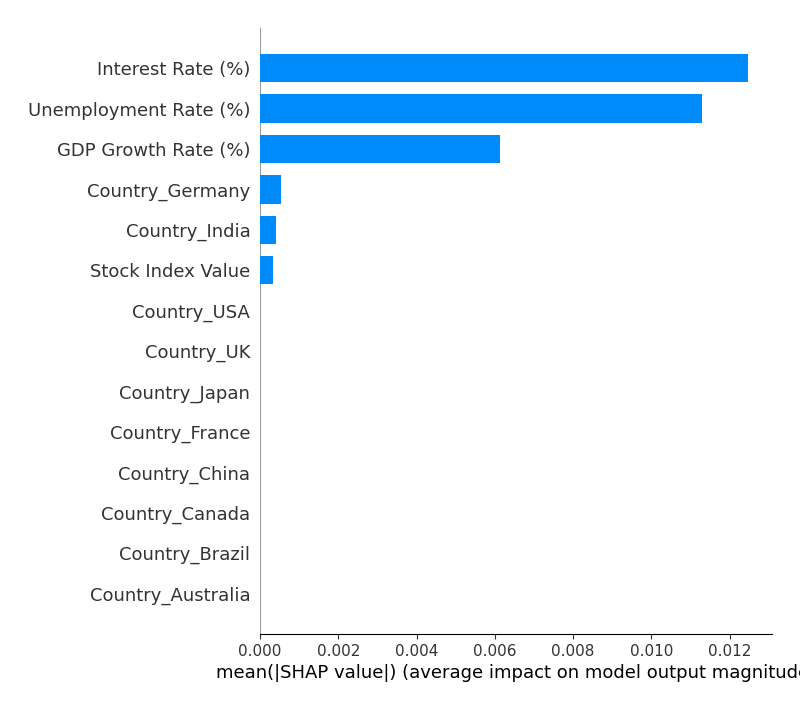 Interest Rate (%)
Unemployment Rate (%)
GDP Growth Rate (%)
Country_Germany
Country_India
Stock Index Value
Country_USA
Country_UK
Country_Japan
Country_France
Country_China
Country_Canada
Country_Brazil
Country_Australia
0.000 0.002 0.004 0.006 0.008 0.010 0.012
mean(|SHAP value|) (average impact on model output magnitude